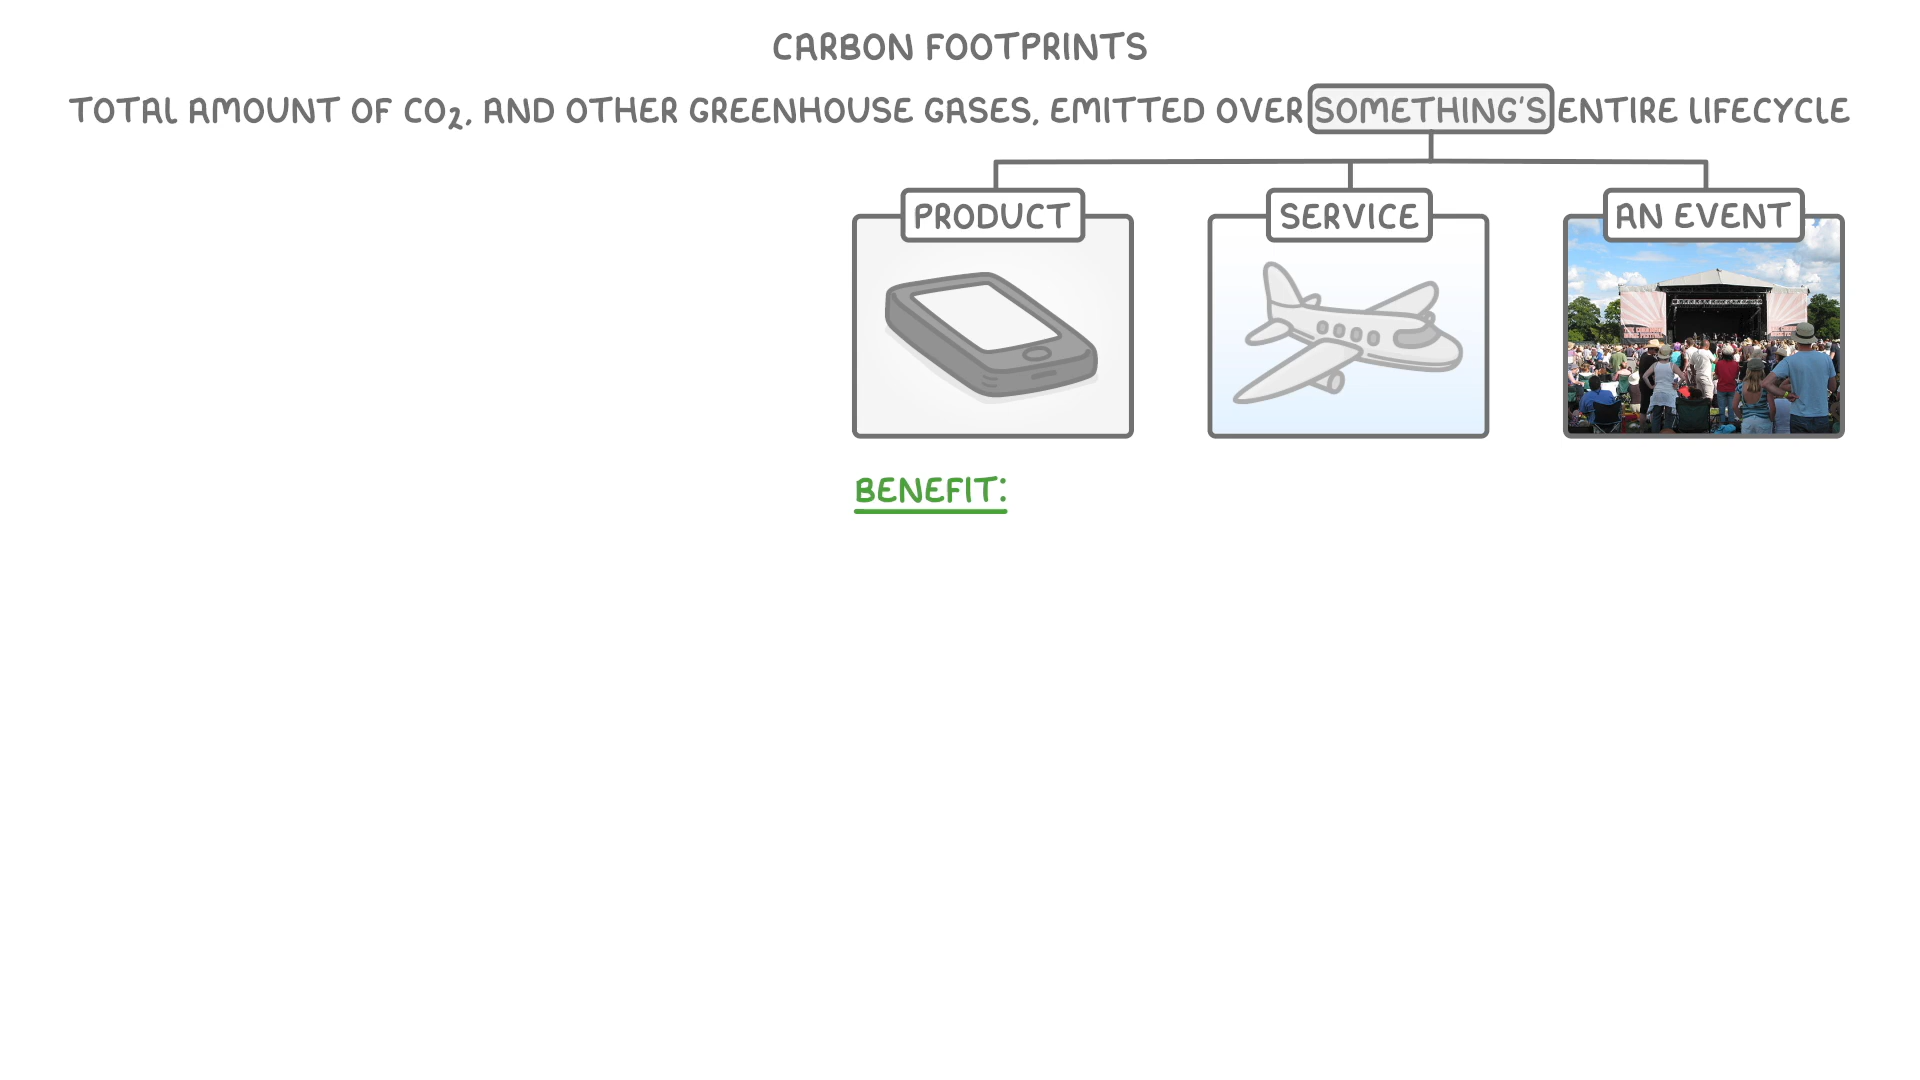 CARBON FOOTPRINTS
TOTAL AMOUNT OF CO₂, AND OTHER GREENHOUSE GASES, EMITTED OVER SOMETHING'S ENTIRE LIFECYCLE
PRODUCT
SERVICE
AN EVENT
BENEFIT: